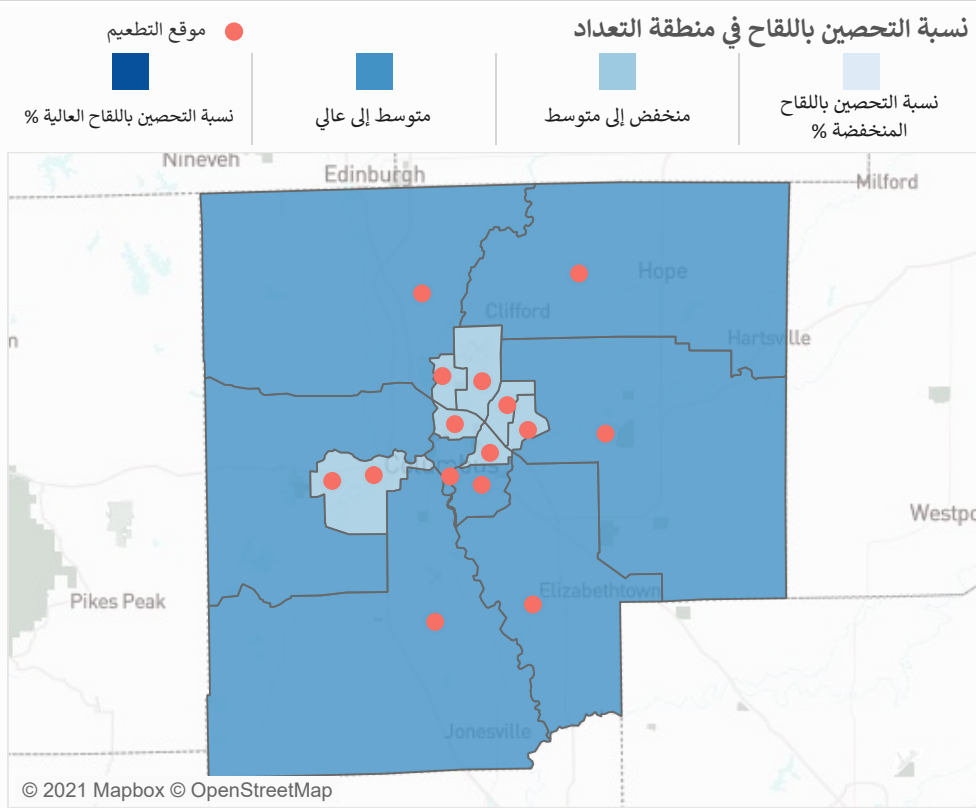 نسبة التحصين باللقاح في منطقة التعداد
موقع التطعيم
نسبة التحصين باللقاح المنخفضة %
منخفض إلى متوسط
متوسط إلى عالي
نسبة التحصين باللقاح العالية %
Nineveh
Edinburgh
Milford
Hope
Clifford
Hartsville
n
Columbus
Westpo
Elizabethtown
Pikes Peak
Jonesville
© 2021 Mapbox © OpenStreetMap